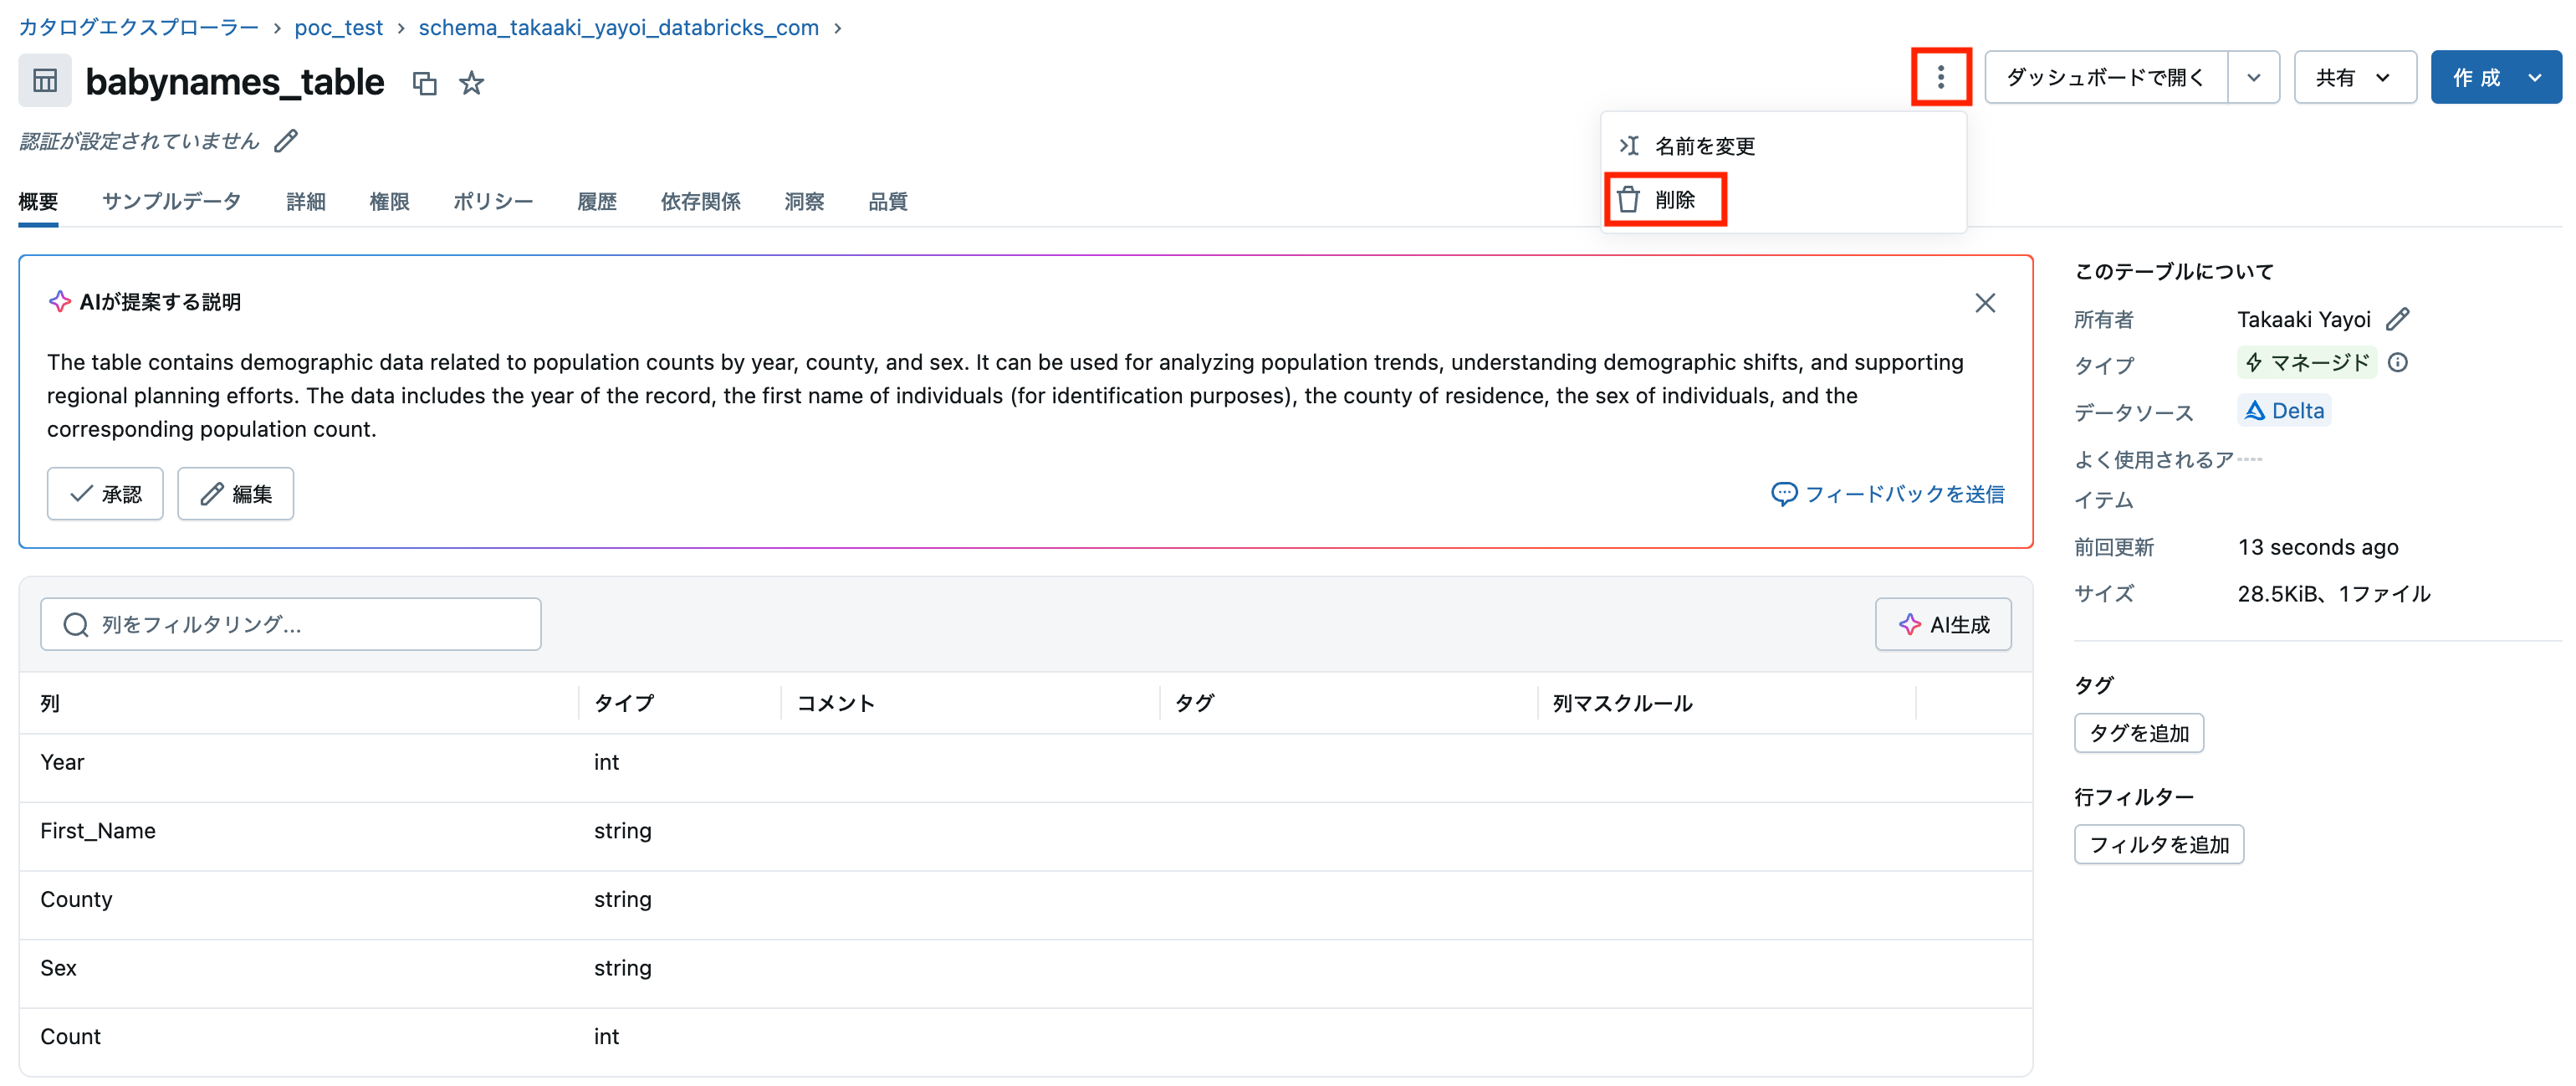 カタログエクスプローラー › poc_test › schema_takaaki_yayoi_databricks_com ›
babynames_table
ダッシュボードで開く
共有
作成
認証が設定されていません
名前を変更
削除
概要 サンプルデータ 詳細 権限 ポリシー 履歴 依存関係 洞察 品質
AIが提案する説明
The table contains demographic data related to population counts by year, county, and sex. It can be used for analyzing population trends, understanding demographic shifts, and supporting
regional planning efforts. The data includes the year of the record, the first name of individuals (for identification purposes), the county of residence, the sex of individuals, and the
corresponding population count.
承認 編集 フィードバックを送信
列をフィルタリング... AI生成
列 タイプ コメント タグ 列マスクルール
Year int
First_Name string
County string
Sex string
Count int
このテーブルについて
所有者 Takaaki Yayoi
タイプ マネージド
データソース Delta
よく使用されるア ----
イテム
前回更新 13 seconds ago
サイズ 28.5KiB、1ファイル
タグ
タグを追加
行フィルター
フィルタを追加